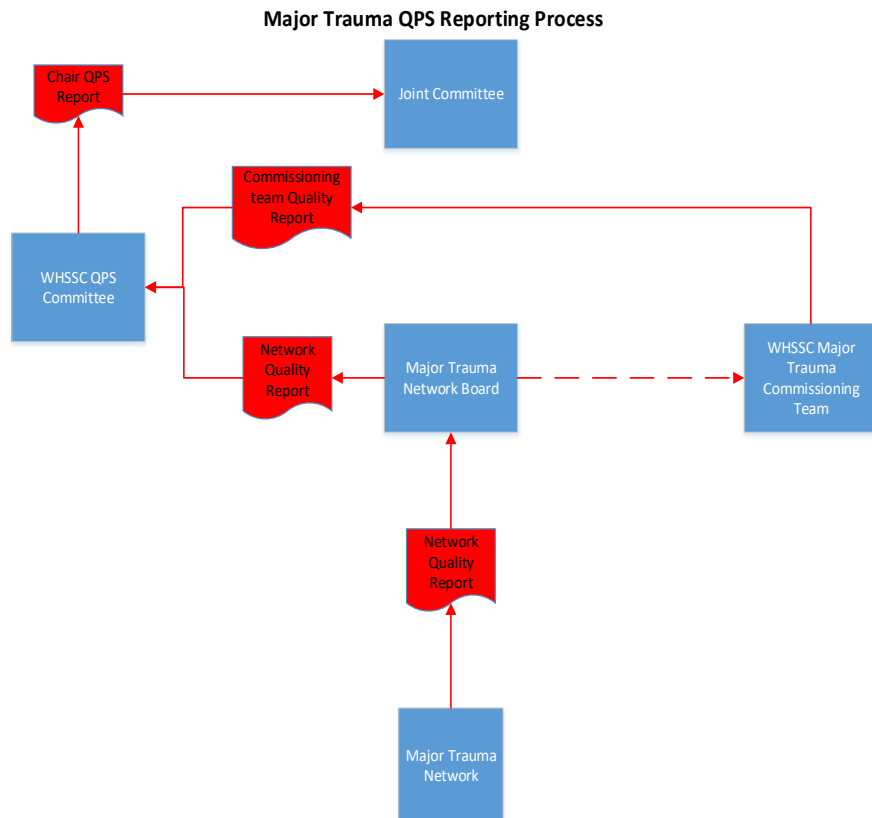 Major Trauma QPS Reporting Process
Chair QPS
Report
Joint Committee
Commissioning
team Quality
Report
WHSSC QPS
Committee
Network
Quality
Report
Major Trauma
Network Board
WHSSC Major
Trauma
Commissioning
Team
Network
Quality
Report
Major Trauma
Network